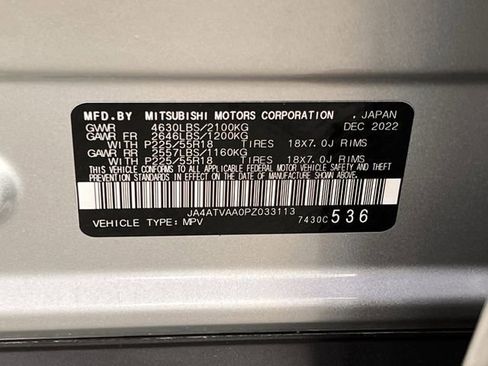 MFD.BY MITSUBISHI MOTORS CORPORATION , JAPAN
GWWR 4630LBS/2100KG DEC 2022
GAWR FR 2646LBS/1200KG
WITH P225/55R18 TIRES 18X7.0J RIMS
GAWR RR 2557LBS/1160KG
WITH P225/55R18 TIRES 18X7.0J RIMS
THIS VEHICLE CONFORMS TO ALL APPLICABLE FEDERAL MOTOR VEHICLE SAFETY, BUMPER AND THEFT
PREVENTION STANDARDS IN EFFECT ON THE DATE OF MANUFACTURE SHOWN ABOVE.
JA4ATVAA0PZ033113
VEHICLE TYPE: MPV 7430C 536